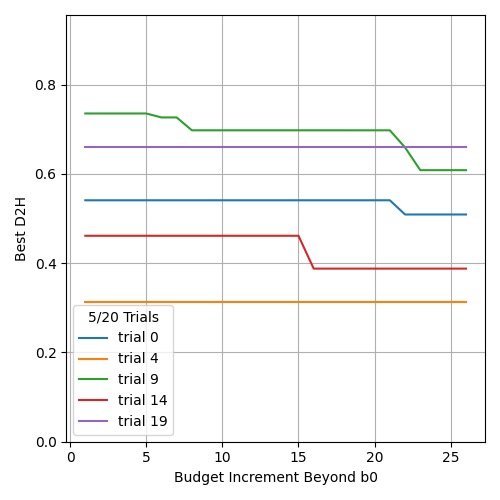 0.8
0.6
0.4
0.2
0.0
Best D2H
5/20 Trials
trial 0
trial 4
trial 9
trial 14
trial 19
0 5 10 15 20 25
Budget Increment Beyond b0